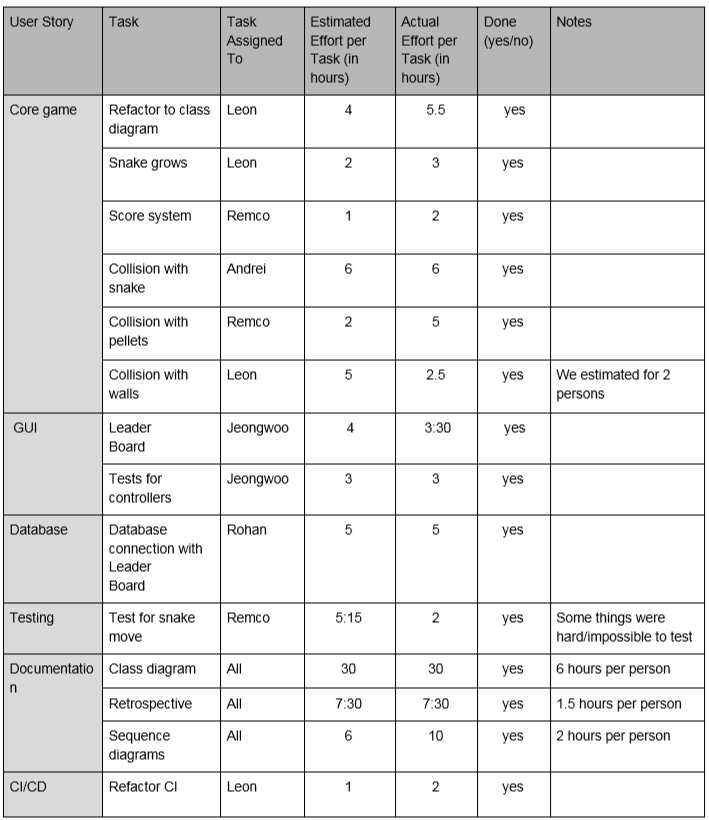 User Story Task Task Assigned To Estimated Effort per Task (in hours) Actual Effort per Task (in hours) Done (yes/no) Notes
Core game Refactor to class diagram Leon 4 5.5 yes
Snake grows Leon 2 3 yes
Score system Remco 1 2 yes
Collision with snake Andrei 6 6 yes
Collision with pellets Remco 2 5 yes
Collision with walls Leon 5 2.5 yes We estimated for 2 persons
GUI Leader Board Jeongwoo 4 3:30 yes
Tests for controllers Jeongwoo 3 3 yes
Database Database connection with Leader Board Rohan 5 5 yes
Testing Test for snake move Remco 5:15 2 yes Some things were hard/impossible to test
Documentation Class diagram All 30 30 yes 6 hours per person
Retrospective All 7:30 7:30 yes 1.5 hours per person
Sequence diagrams All 6 10 yes 2 hours per person
CI/CD Refactor CI Leon 1 2 yes